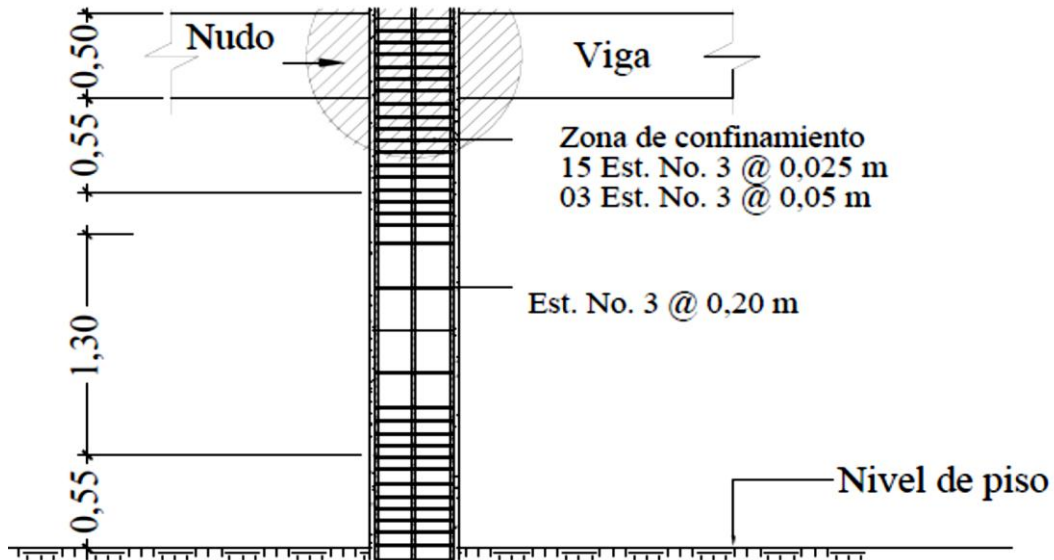 0,50
Nudo
Viga
0,55
Zona de confinamiento
15 Est. No. 3 @ 0,025 m
03 Est. No. 3 @ 0,05 m
Est. No. 3 @ 0,20 m
1,30
0,55
Nivel de piso